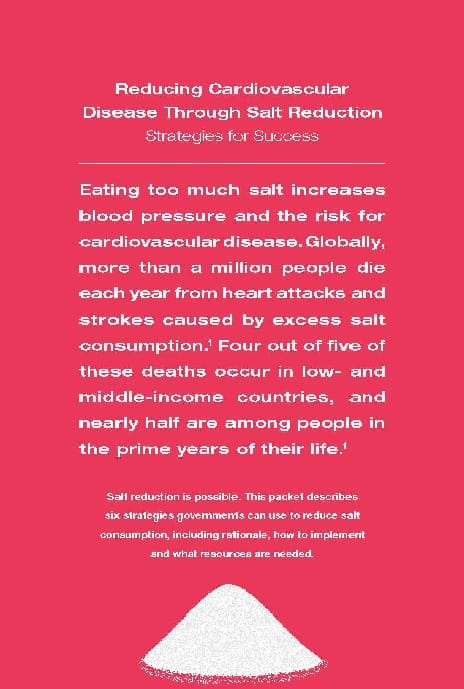 Reducing Cardiovascular
Disease Through Salt Reduction
Strategies for Success
Eating too much salt increases
blood pressure and the risk for
cardiovascular disease. Globally,
more than a million people die
each year from heart attacks and
strokes caused by excess salt
consumption.¹ Four out of five of
these deaths occur in low- and
middle-income countries, and
nearly half are among people in
the prime years of their life.¹
Salt reduction is possible. This packet describes
six strategies governments can use to reduce salt
consumption, including rationale, how to implement
and what resources are needed.